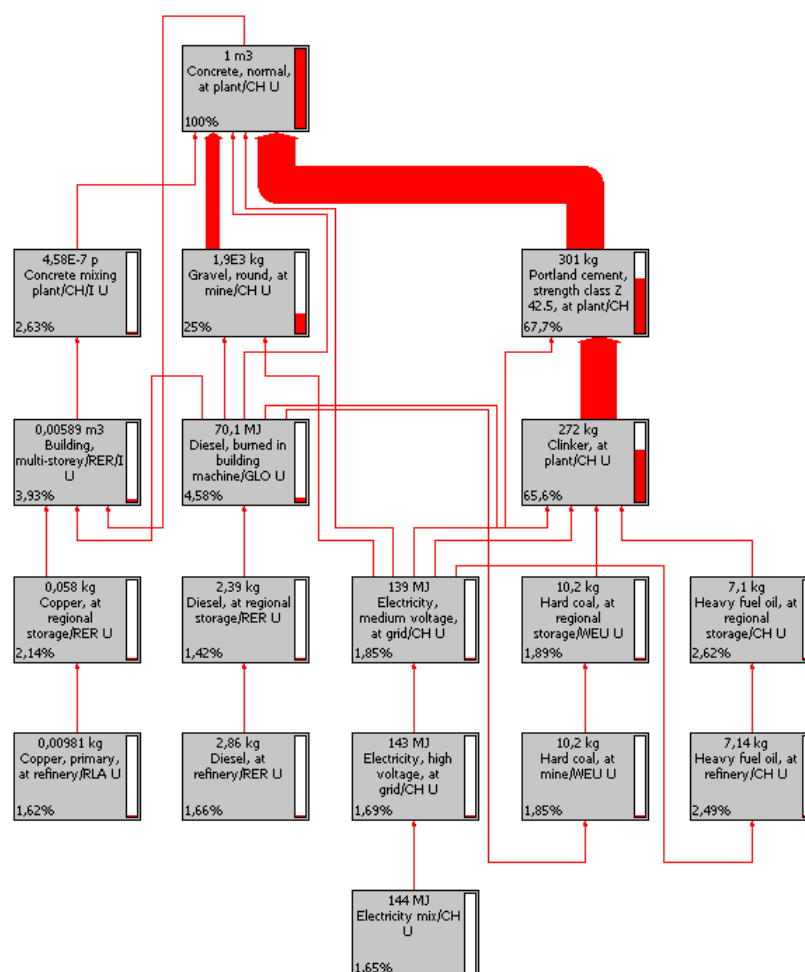 1 m3
Concrete, normal,
at plant/CH U
100%
4,58E-7 p
Concrete mixing
plant/CH/I U
2,63%
1,9E3 kg
Gravel, round, at
mine/CH U
25%
301 kg
Portland cement,
strength class Z
42.5, at plant/CH
67,7%
0,00589 m3
Building,
multi-storey/RER/I
U
3,93%
70,1 MJ
Diesel, burned in
building
machine/GLO U
4,58%
272 kg
Clinker, at
plant/CH U
65,6%
0,058 kg
Copper, at
regional
storage/RER U
2,14%
2,39 kg
Diesel, at regional
storage/RER U
1,42%
139 MJ
Electricity,
medium voltage,
at grid/CH U
1,85%
10,2 kg
Hard coal, at
regional
storage/WEU U
1,89%
7,1 kg
Heavy fuel oil, at
regional
storage/CH U
2,62%
0,00981 kg
Copper, primary,
at refinery/RLA U
1,62%
2,86 kg
Diesel, at
refinery/RER U
1,66%
143 MJ
Electricity, high
voltage, at
grid/CH U
1,69%
10,2 kg
Hard coal, at
mine/WEU U
1,85%
7,14 kg
Heavy fuel oil, at
refinery/CH U
2,49%
144 MJ
Electricity mix/CH
U
1,65%